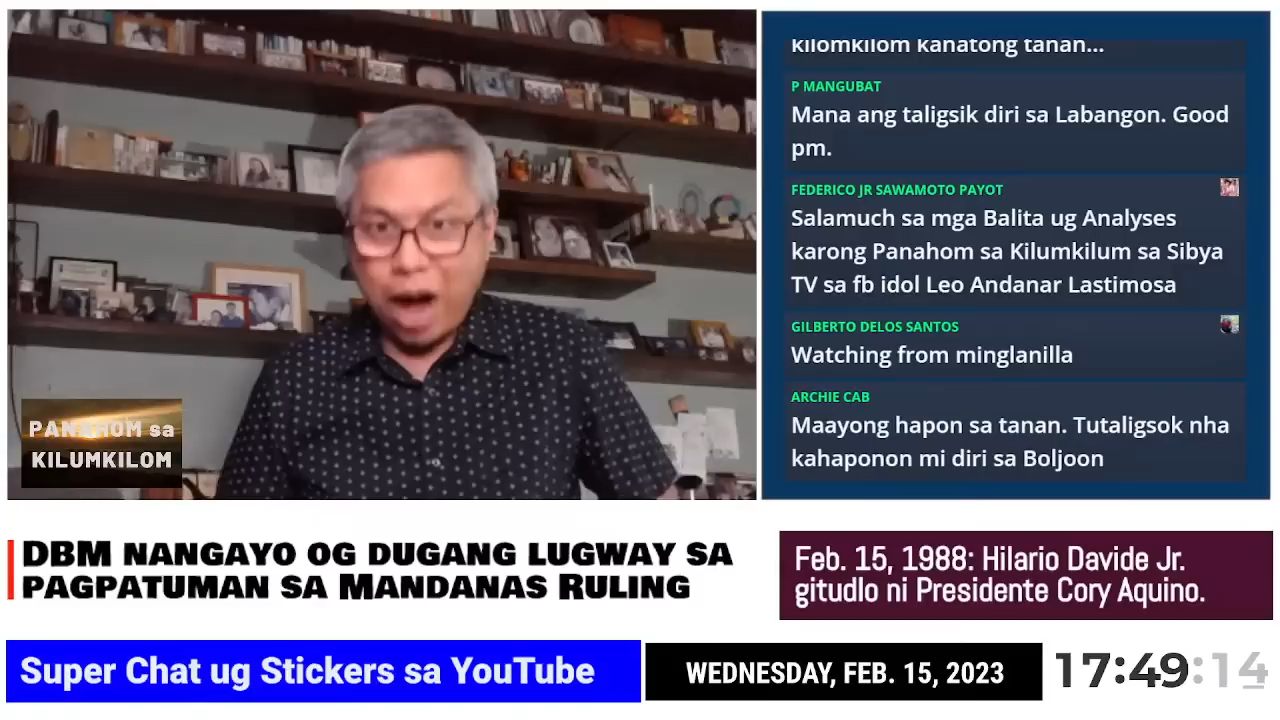 kilomkilom kanatong tanan...
P MANGUBAT
Mana ang taligsik diri sa Labangon. Good
pm.
FEDERICO JR SAWAMOTO PAYOT
Salamuch sa mga Balita ug Analyses
karong Panahom sa Kilumkilum sa Sibya
TV sa fb idol Leo Andanar Lastimosa
GILBERTO DELOS SANTOS
Watching from minglanilla
ARCHIE CAB
Maayong hapon sa tanan. Tutaligsok nha
kahaponon mi diri sa Boljoon
PANAHOM sa
KILUMKILOM
DBM NANGAYO OG DUGANG LUGWAY SA
PAGPATUMAN SA MANDANAS RULING
Feb. 15, 1988: Hilario Davide Jr.
gitudlo ni Presidente Cory Aquino.
Super Chat ug Stickers sa YouTube
WEDNESDAY, FEB. 15, 2023
17:49:14